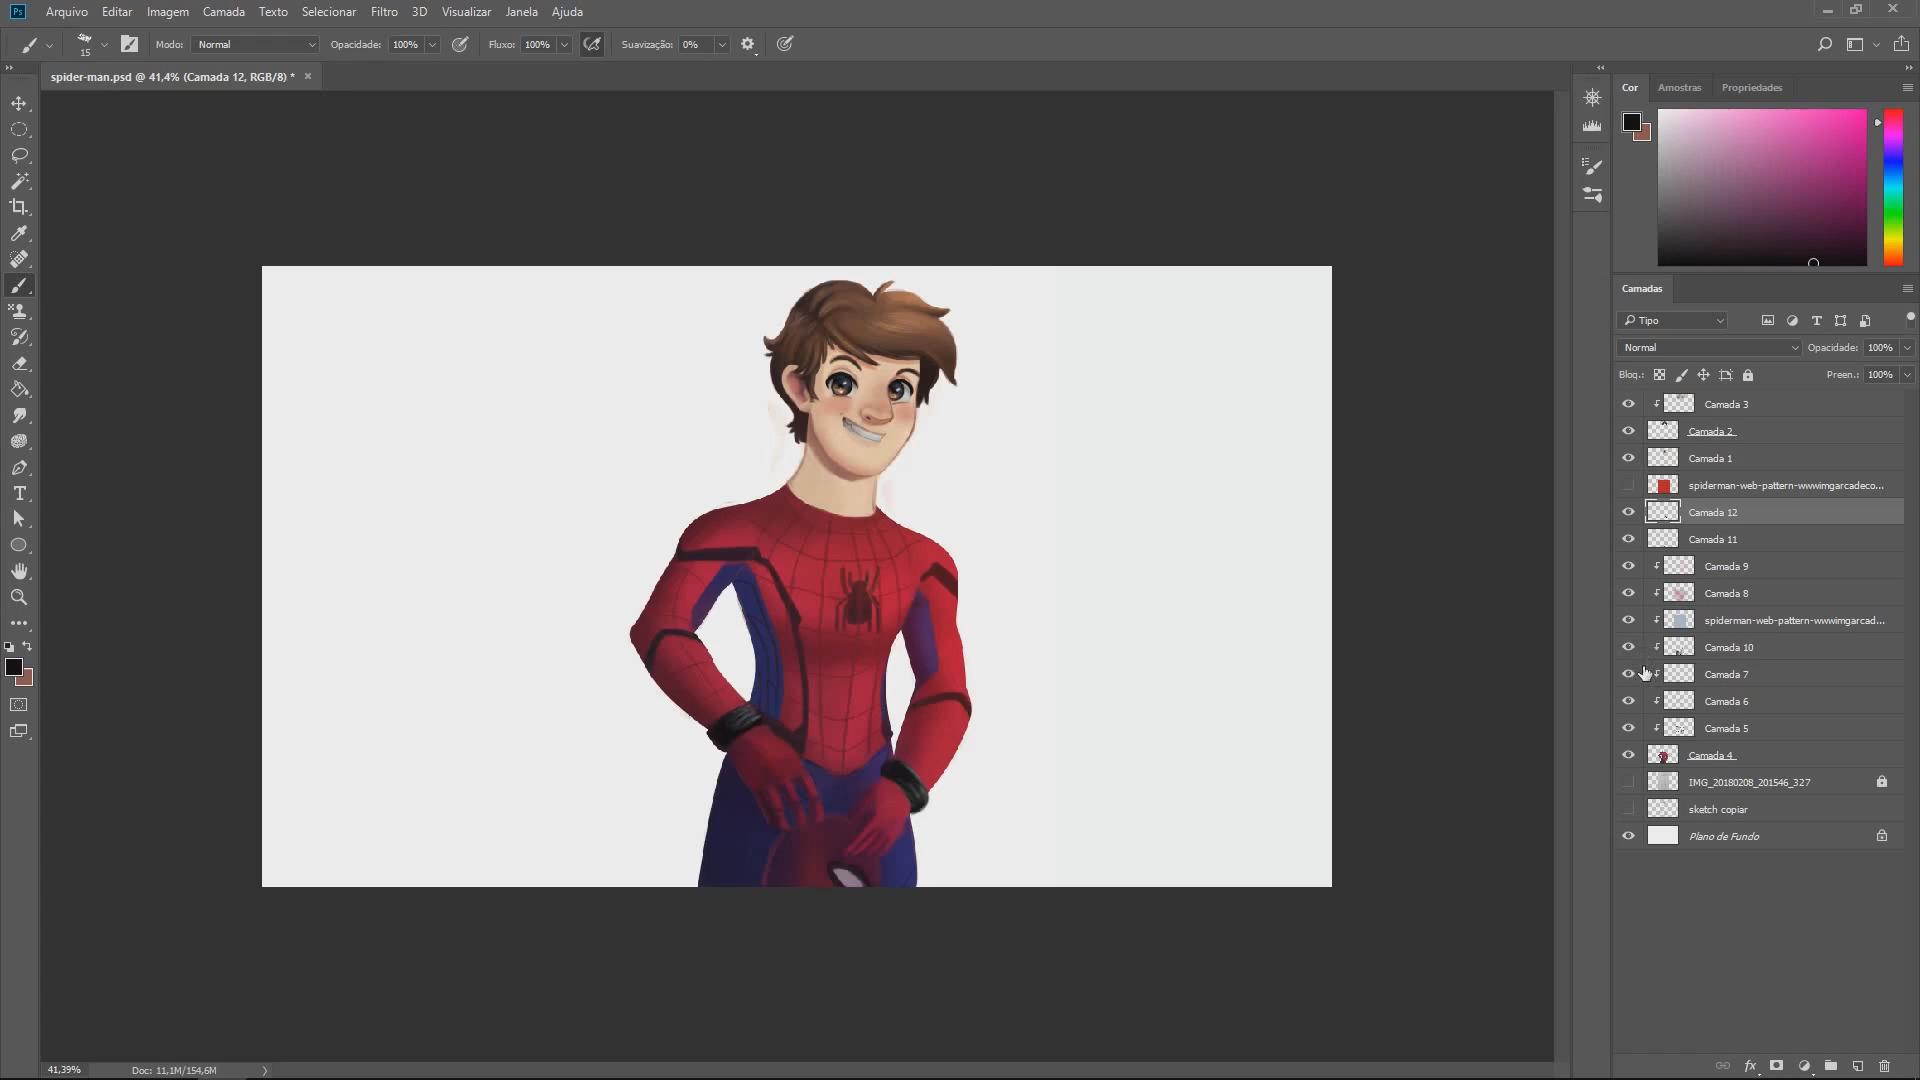 Ps Arquivo Editar Imagem Camada Texto Selecionar Filtro 3D Visualizar Janela Ajuda
15 Modo: Normal Opacidade: 100% Fluxo: 100% Suavização: 0%
spider-man.psd @ 41,4% (Camada 12, RGB/8) *
Cor Amostras Propriedades
Camadas
Tipo
Normal Opacidade: 100%
Bloq.: Preen.: 100%
Camada 3
Camada 2
Camada 1
spiderman-web-pattern-wwwimgarcadeco...
Camada 12
Camada 11
Camada 9
Camada 8
spiderman-web-pattern-wwwimgarcad...
Camada 10
Camada 7
Camada 6
Camada 5
Camada 4
IMG_20180208_201546_327
sketch copiar
Plano de Fundo
41,39% Doc: 11,1M/154,6M